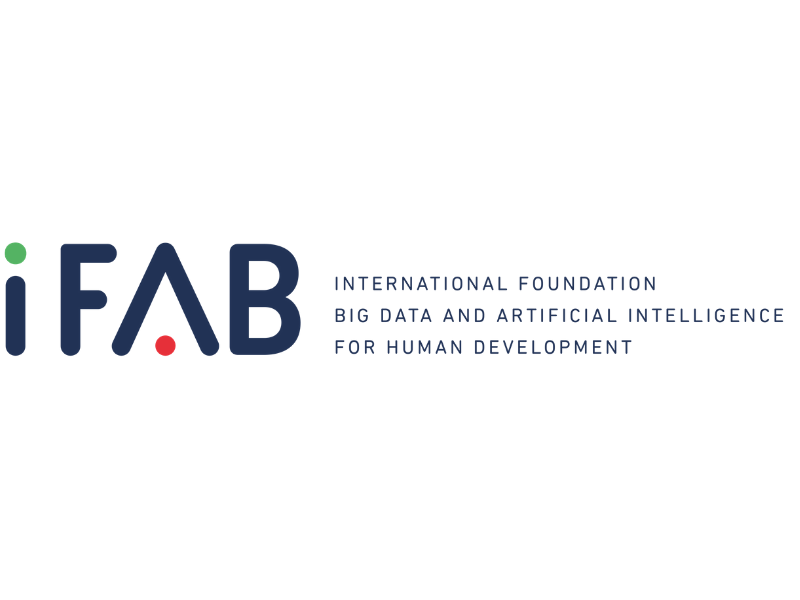 iFAB
INTERNATIONAL FOUNDATION
BIG DATA AND ARTIFICIAL INTELLIGENCE
FOR HUMAN DEVELOPMENT